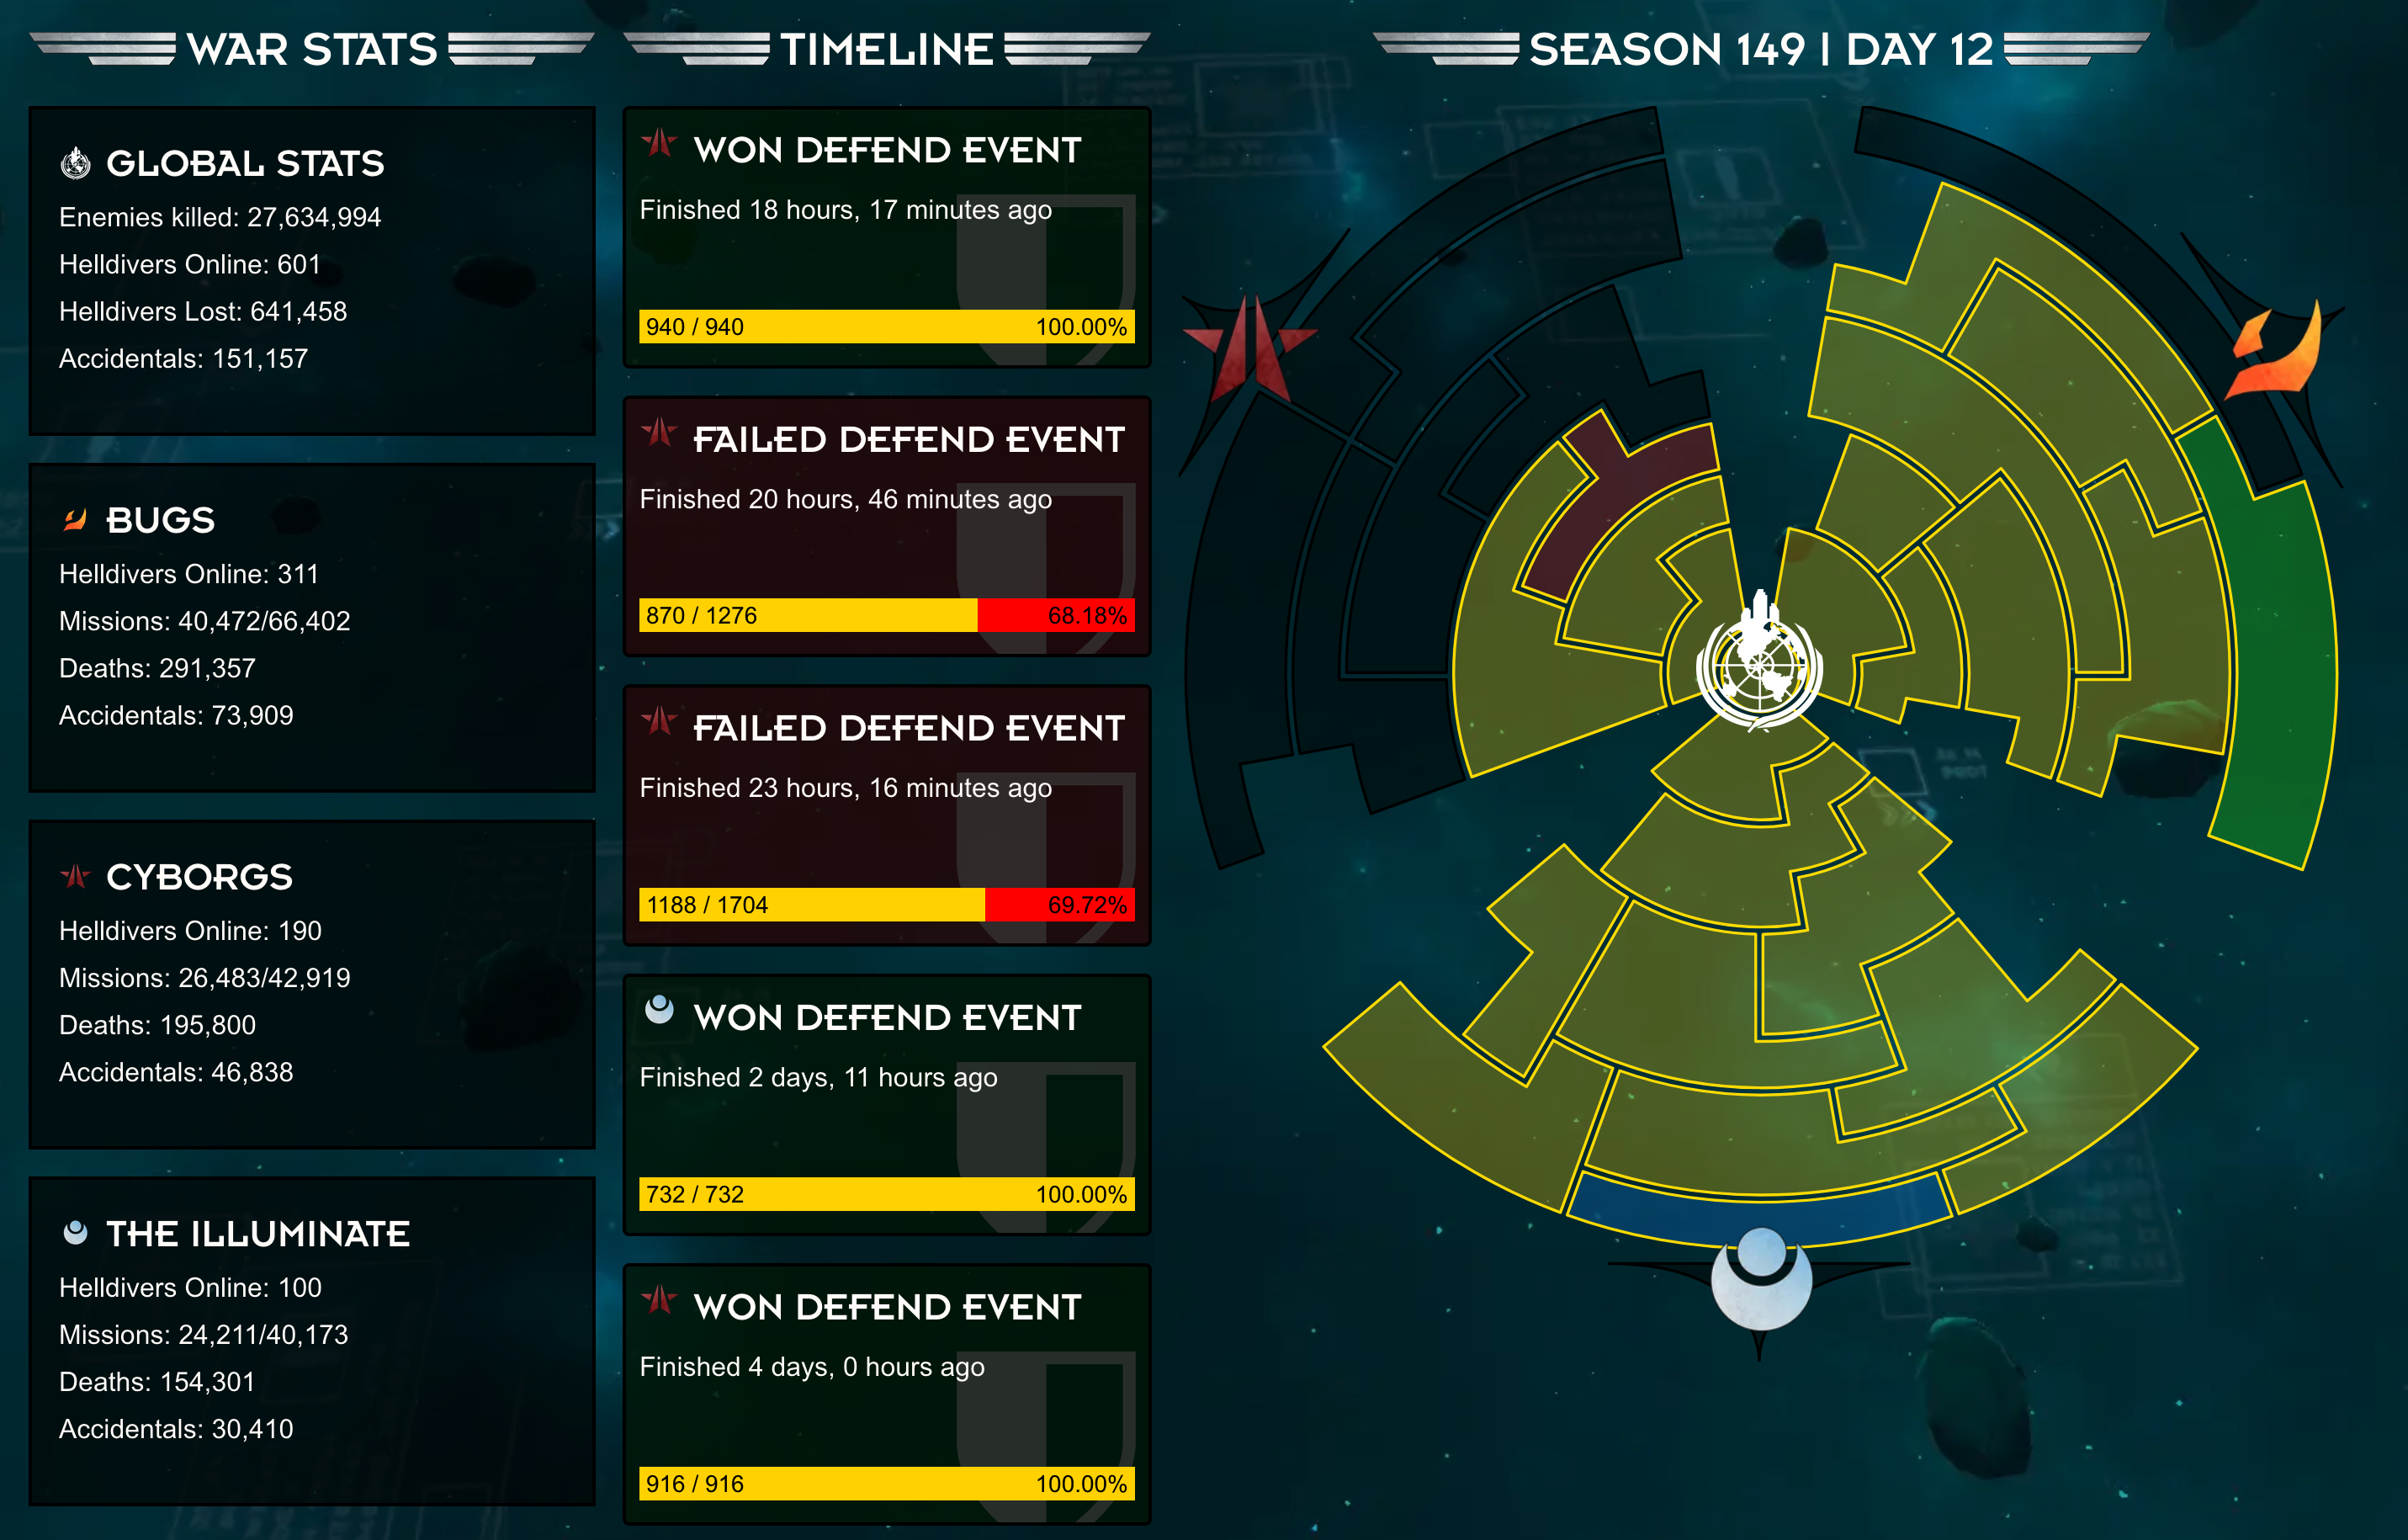 WAR STATS
GLOBAL STATS
Enemies killed: 27,634,994
Helldivers Online: 601
Helldivers Lost: 641,458
Accidentals: 151,157
BUGS
Helldivers Online: 311
Missions: 40,472/66,402
Deaths: 291,357
Accidentals: 73,909
CYBORGS
Helldivers Online: 190
Missions: 26,483/42,919
Deaths: 195,800
Accidentals: 46,838
THE ILLUMINATE
Helldivers Online: 100
Missions: 24,211/40,173
Deaths: 154,301
Accidentals: 30,410
TIMELINE
WON DEFEND EVENT
Finished 18 hours, 17 minutes ago
940 / 940 100.00%
FAILED DEFEND EVENT
Finished 20 hours, 46 minutes ago
870 / 1276 68.18%
FAILED DEFEND EVENT
Finished 23 hours, 16 minutes ago
1188 / 1704 69.72%
WON DEFEND EVENT
Finished 2 days, 11 hours ago
732 / 732 100.00%
WON DEFEND EVENT
Finished 4 days, 0 hours ago
916 / 916 100.00%
SEASON 149 | DAY 12